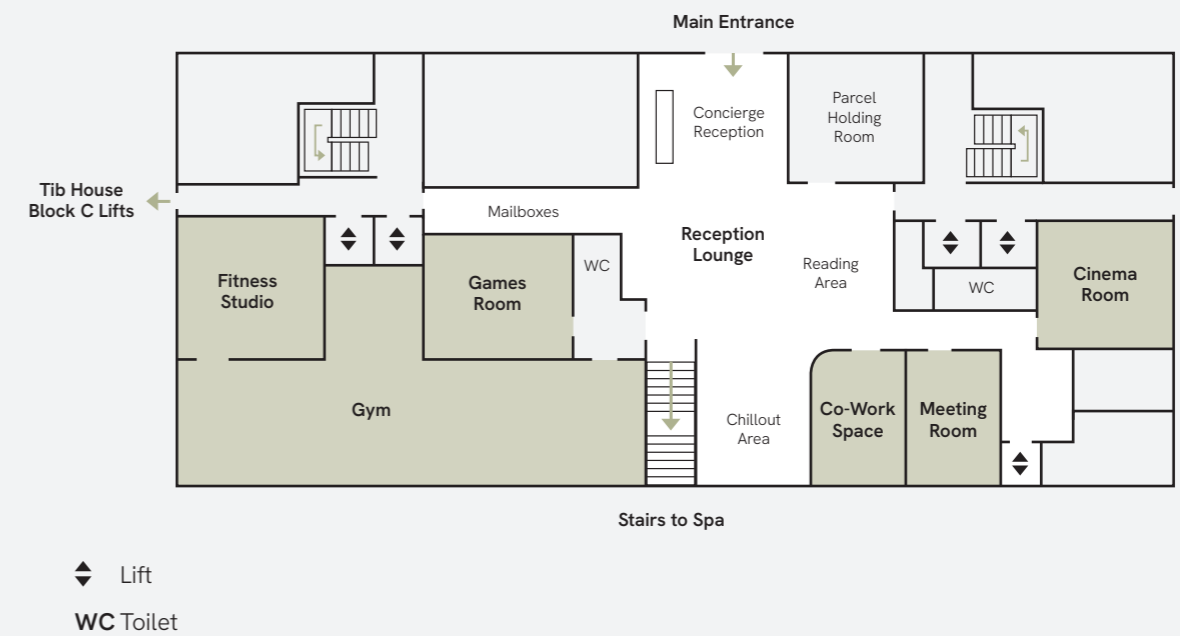 Main Entrance
Concierge
Reception
Parcel
Holding
Room
Tib House
Block C Lifts
Mailboxes
Reception
Lounge
Reading
Area
WC
Fitness
Studio
Games
Room
WC
Cinema
Room
Gym
Chillout
Area
Co-Work
Space
Meeting
Room
Stairs to Spa
Lift
WC Toilet